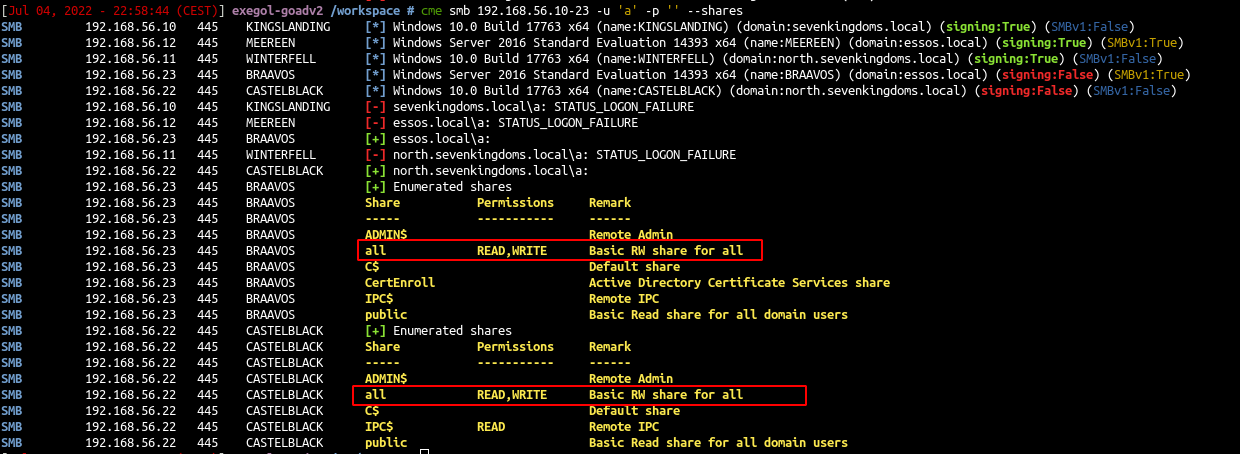 [Jul 04, 2022 - 22:58:44 (CEST)] exegol-goadv2 /workspace # cme smb 192.168.56.10-23 -u 'a' -p '' --shares
SMB 192.168.56.10 445 KINGSLANDING [*] Windows 10.0 Build 17763 x64 (name:KINGSLANDING) (domain:sevenkingdoms.local) (signing:True) (SMBv1:False)
SMB 192.168.56.12 445 MEEREEN [*] Windows Server 2016 Standard Evaluation 14393 x64 (name:MEEREEN) (domain:essos.local) (signing:True) (SMBv1:True)
SMB 192.168.56.11 445 WINTERFELL [*] Windows 10.0 Build 17763 x64 (name:WINTERFELL) (domain:north.sevenkingdoms.local) (signing:True) (SMBv1:False)
SMB 192.168.56.23 445 BRAAVOS [*] Windows Server 2016 Standard Evaluation 14393 x64 (name:BRAAVOS) (domain:essos.local) (signing:False) (SMBv1:True)
SMB 192.168.56.22 445 CASTELBLACK [*] Windows 10.0 Build 17763 x64 (name:CASTELBLACK) (domain:north.sevenkingdoms.local) (signing:False) (SMBv1:False)
SMB 192.168.56.10 445 KINGSLANDING [-] sevenkingdoms.local\a: STATUS_LOGON_FAILURE
SMB 192.168.56.12 445 MEEREEN [-] essos.local\a: STATUS_LOGON_FAILURE
SMB 192.168.56.23 445 BRAAVOS [+] essos.local\a:
SMB 192.168.56.11 445 WINTERFELL [-] north.sevenkingdoms.local\a: STATUS_LOGON_FAILURE
SMB 192.168.56.22 445 CASTELBLACK [+] north.sevenkingdoms.local\a:
SMB 192.168.56.23 445 BRAAVOS [+] Enumerated shares
SMB 192.168.56.23 445 BRAAVOS Share Permissions Remark
SMB 192.168.56.23 445 BRAAVOS ----- ----------- ------
SMB 192.168.56.23 445 BRAAVOS ADMIN$ Remote Admin
SMB 192.168.56.23 445 BRAAVOS all READ,WRITE Basic RW share for all
SMB 192.168.56.23 445 BRAAVOS C$ Default share
SMB 192.168.56.23 445 BRAAVOS CertEnroll Active Directory Certificate Services share
SMB 192.168.56.23 445 BRAAVOS IPC$ Remote IPC
SMB 192.168.56.23 445 BRAAVOS public Basic Read share for all domain users
SMB 192.168.56.22 445 CASTELBLACK [+] Enumerated shares
SMB 192.168.56.22 445 CASTELBLACK Share Permissions Remark
SMB 192.168.56.22 445 CASTELBLACK ----- ----------- ------
SMB 192.168.56.22 445 CASTELBLACK ADMIN$ Remote Admin
SMB 192.168.56.22 445 CASTELBLACK all READ,WRITE Basic RW share for all
SMB 192.168.56.22 445 CASTELBLACK C$ Default share
SMB 192.168.56.22 445 CASTELBLACK IPC$ READ Remote IPC
SMB 192.168.56.22 445 CASTELBLACK public Basic Read share for all domain users